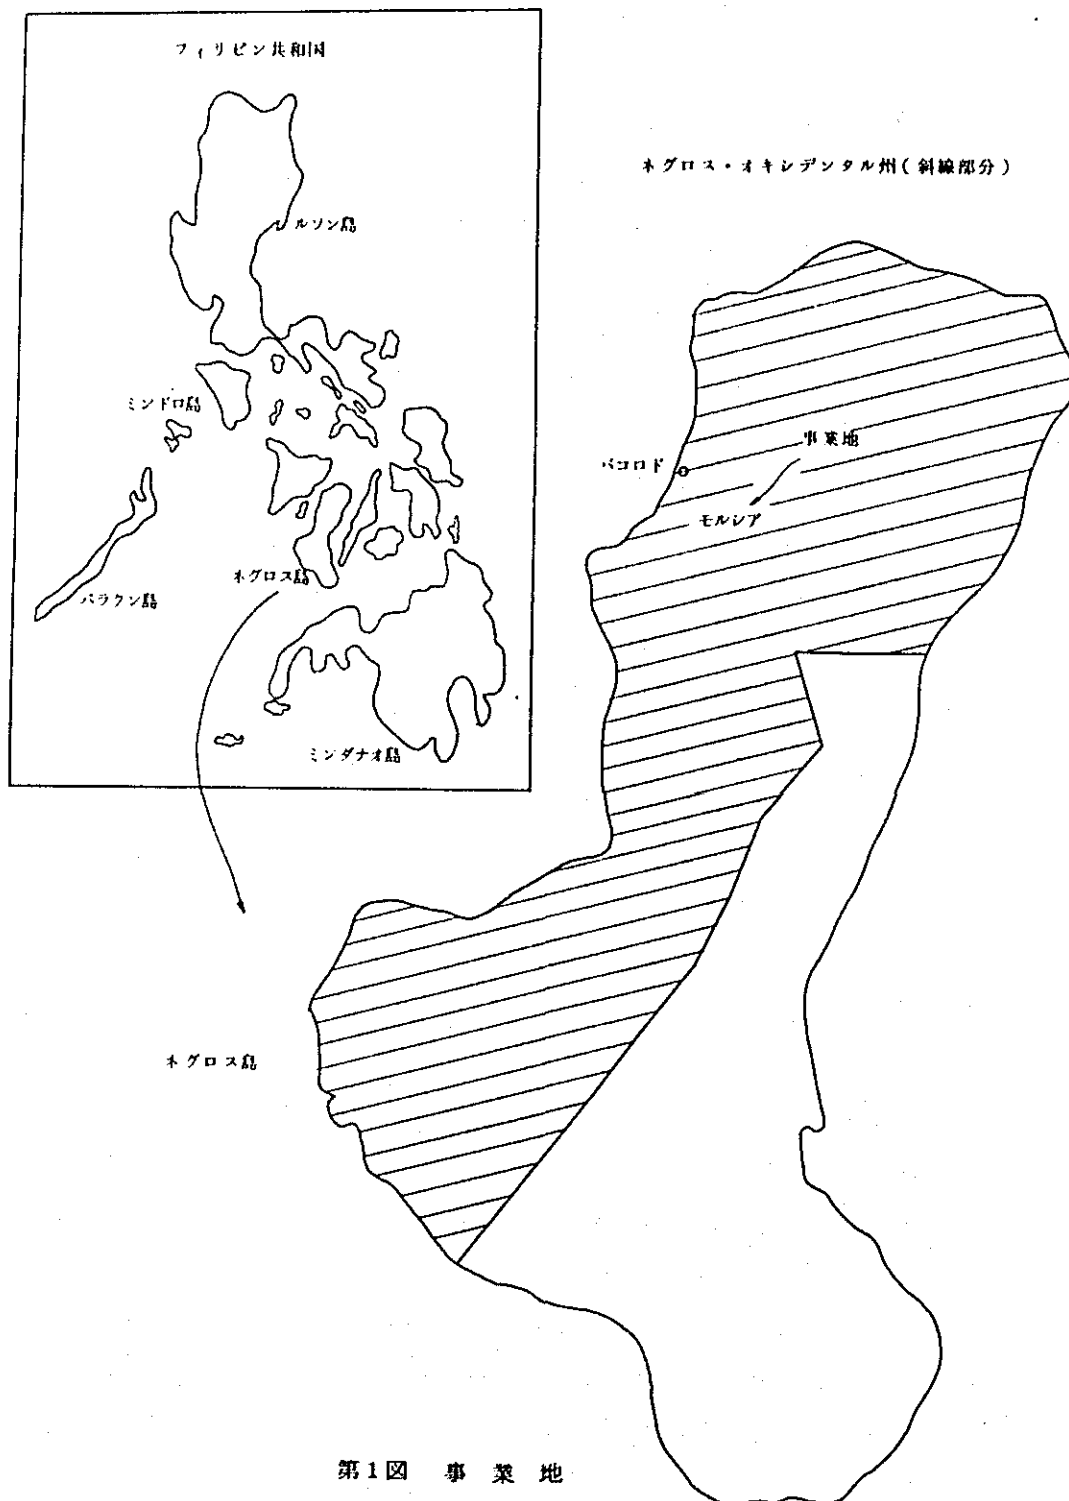 フィリピン共和国
ルソン島
ミンドロ島
パラワン島
ネグロス島
ミンダナオ島
ネグロス・オキシデンタル州(斜線部分)
事業地
バコロド
モルシア
ネグロス島
第1図 事業地